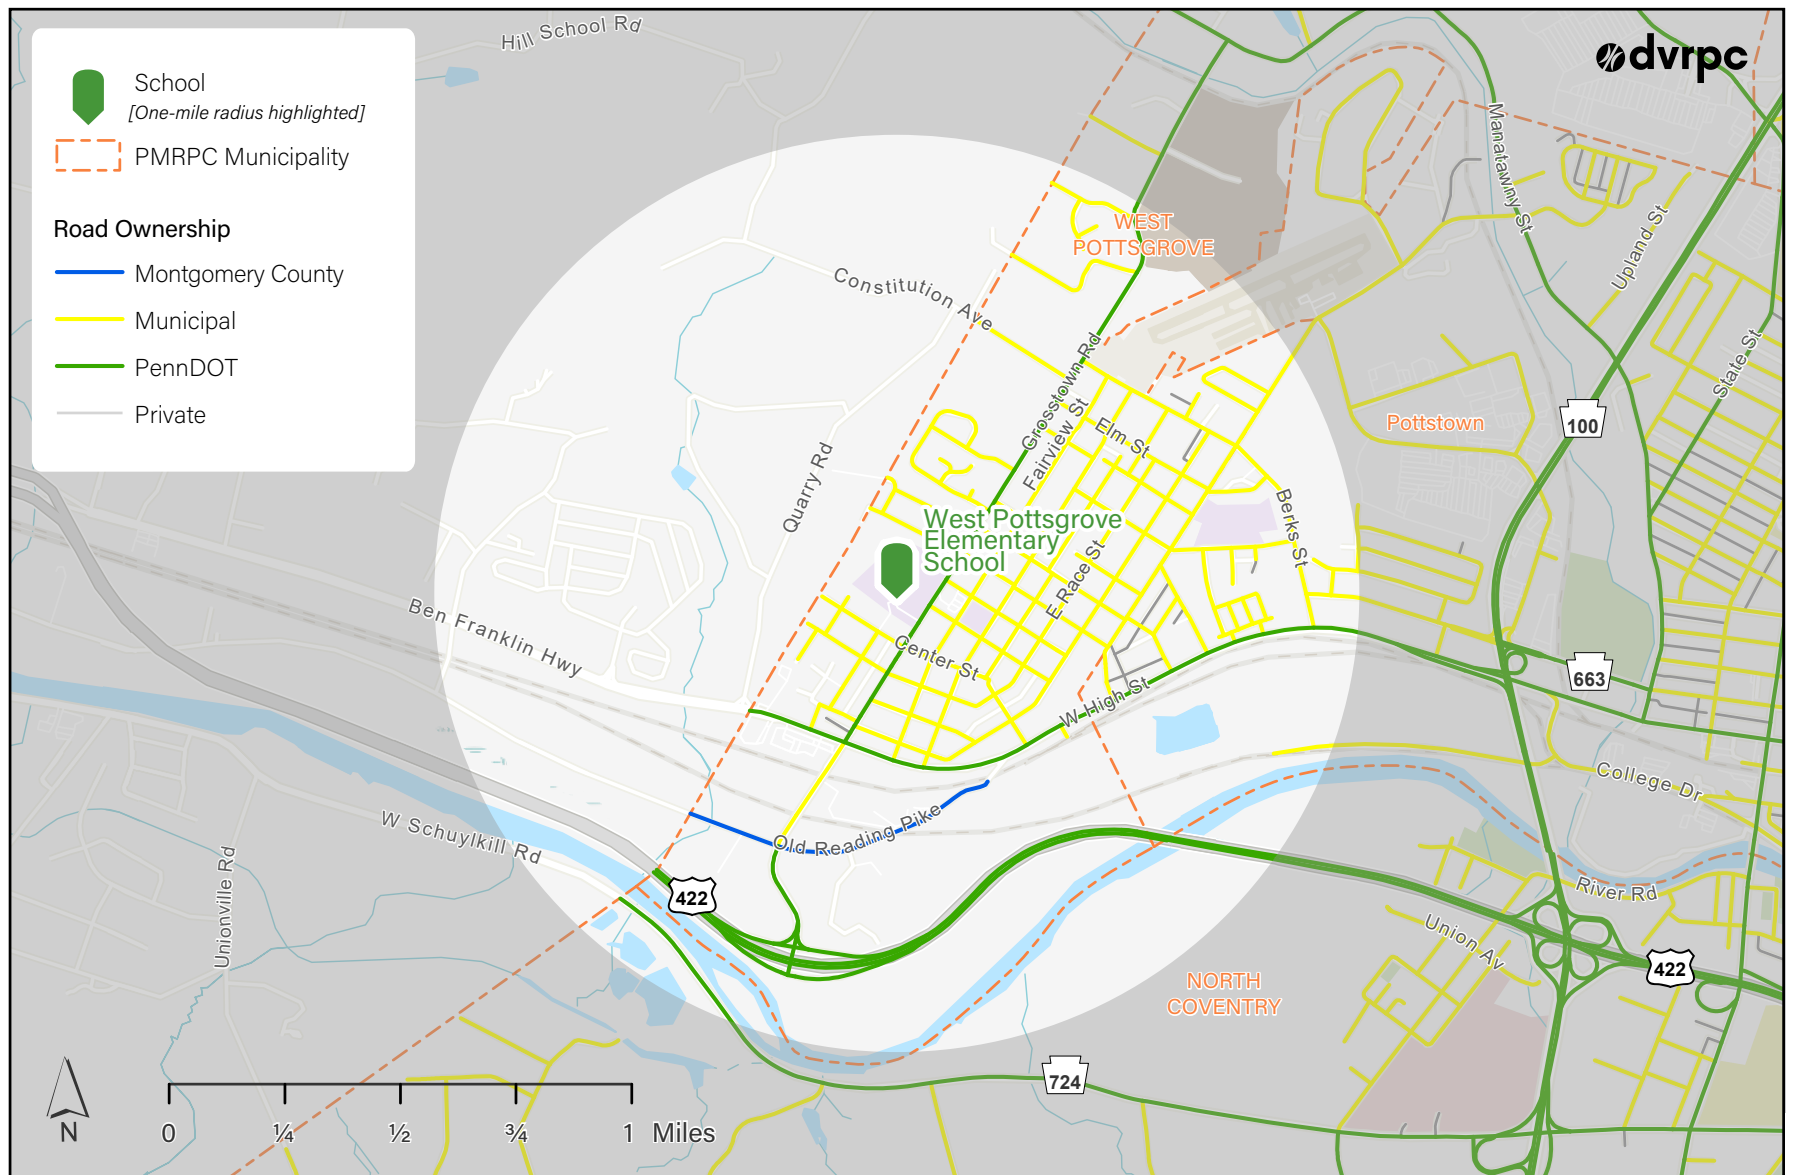 Hill School Rd
dvrpc
School
[One-mile radius highlighted]
PMRPC Municipality
Road Ownership
Montgomery County
Municipal
PennDOT
Private
Manatawny St
WEST
POTTSGROVE
Upland St
Constitution Ave
State St
Grosstown Rd
Fairview St
Elm St
Pottstown
100
Quarry Rd
Berks St
West Pottsgrove
Elementary
School
E Race St
Ben Franklin Hwy
Center St
663
W High St
College Dr
W Schuylkill Rd
Old Reading Pike
Unionville Rd
422
River Rd
Union Av
422
NORTH
COVENTRY
724
N
0 ¼ ½ ¾ 1 Miles